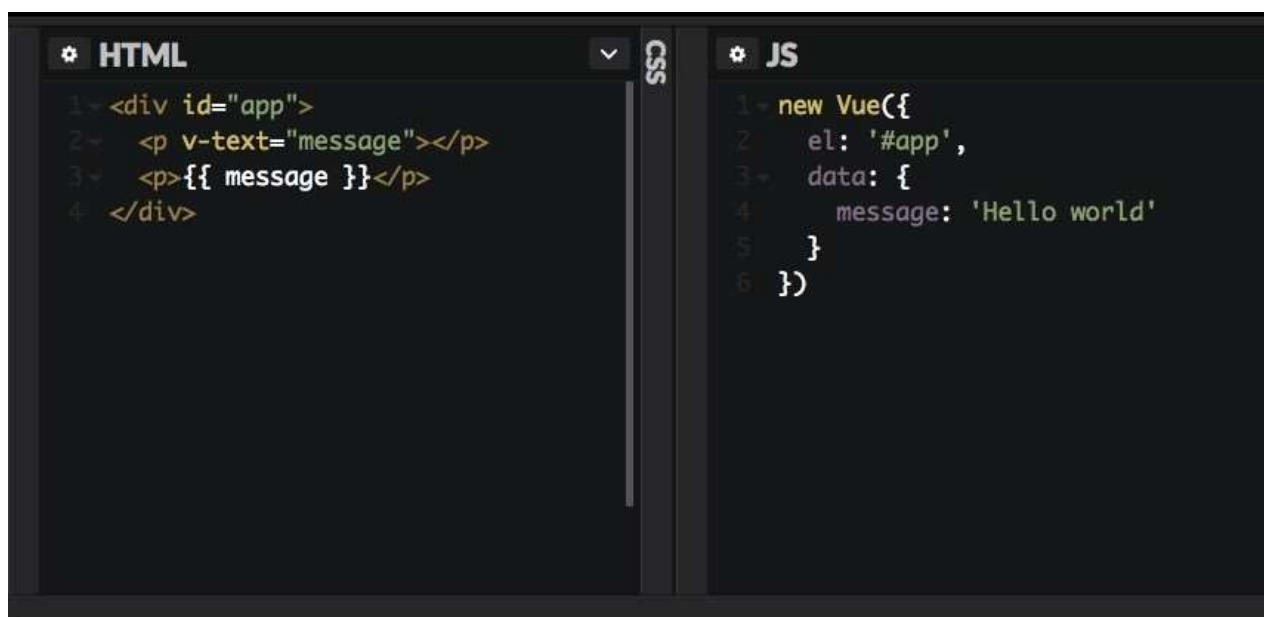 HTML
1 <div id="app">
2   <p v-text="message"></p>
3   <p>{{ message }}</p>
4 </div>
CSS
JS
1 new Vue({
2   el: '#app',
3   data: {
4     message: 'Hello world'
5   }
6 })